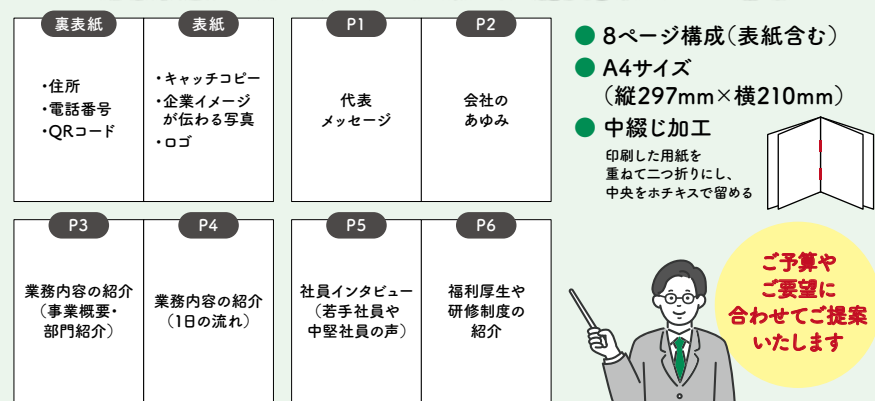 裏表紙
・住所
・電話番号
・QRコード
表紙
・キャッチコピー
・企業イメージ
が伝わる写真
・ロゴ
P1
代表
メッセージ
P2
会社の
あゆみ
P3
業務内容の紹介
（事業概要・
部門紹介）
P4
業務内容の紹介
（1日の流れ）
P5
社員インタビュー
（若手社員や
中堅社員の声）
P6
福利厚生や
研修制度の
紹介
8ページ構成（表紙含む）
A4サイズ
（縦297mm×横210mm）
中綴じ加工
印刷した用紙を
重ねて二つ折りにし、
中央をホチキスで留める
ご予算や
ご要望に
合わせてご提案
いたします